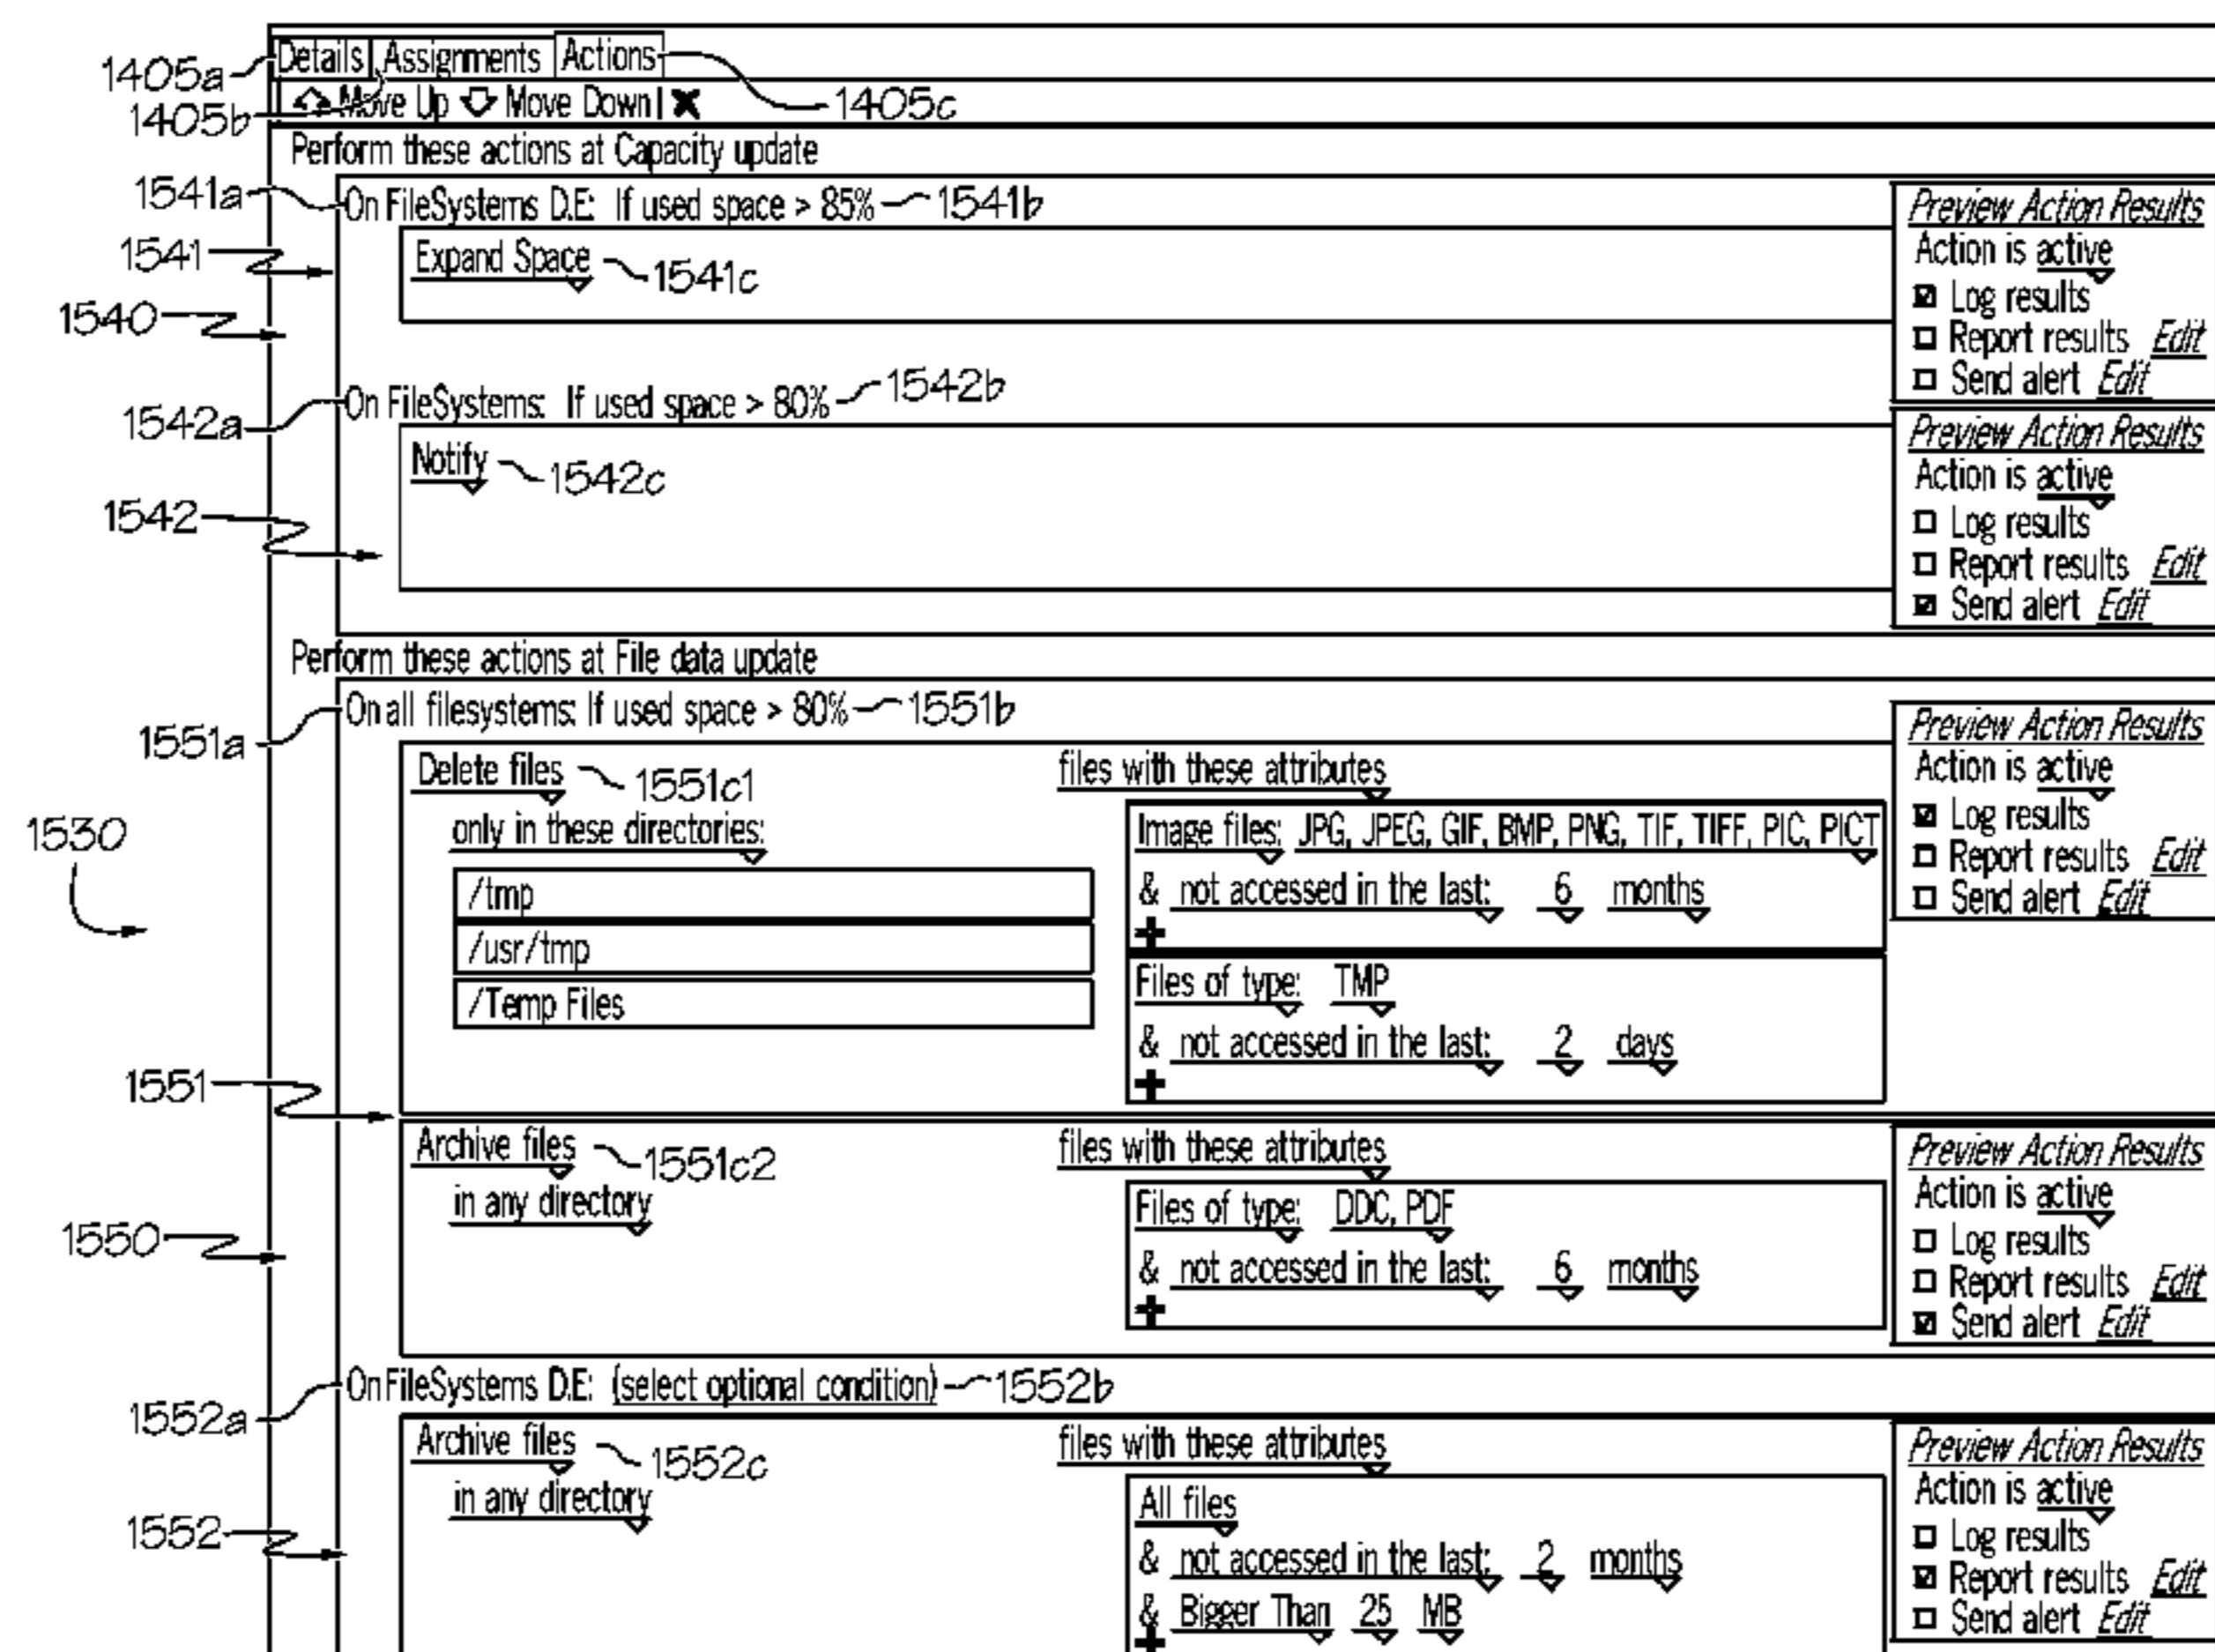 Details Assignments Actions
1405a
Move Up Move Down | ✖ 1405c
1405b
Perform these actions at Capacity update
1541a On FileSystems D.E: If used space > 85% 1541b Preview Action Results
1541 Expand Space 1541c Action is active
☑ Log results
1540 ☐ Report results Edit
☐ Send alert Edit
1542a On FileSystems: If used space > 80% 1542b Preview Action Results
Notify 1542c Action is active
1542 ☐ Log results
☐ Report results Edit
☑ Send alert Edit
Perform these actions at File data update
1551a On all filesystems: If used space > 80% 1551b Preview Action Results
Delete files 1551c1 files with these attributes Action is active
1530 only in these directories: Image files: JPG, JPEG, GIF, BMP, PNG, TIF, TIFF, PIC, PICT ☑ Log results
☐ Report results Edit
/tmp & not accessed in the last: 6 months ☐ Send alert Edit
/usr/tmp +
/Temp Files Files of type: TMP
& not accessed in the last: 2 days
1551 +
Archive files 1551c2 files with these attributes Preview Action Results
in any directory Files of type: DDC, PDF Action is active
1550 ☐ Log results
& not accessed in the last: 6 months ☐ Report results Edit
+ ☑ Send alert Edit
1552a On FileSystems D.E: (select optional condition) 1552b
Archive files 1552c files with these attributes Preview Action Results
in any directory All files Action is active
1552 ☐ Log results
& not accessed in the last: 2 months ☑ Report results Edit
& Bigger Than 25 MB ☐ Send alert Edit
+